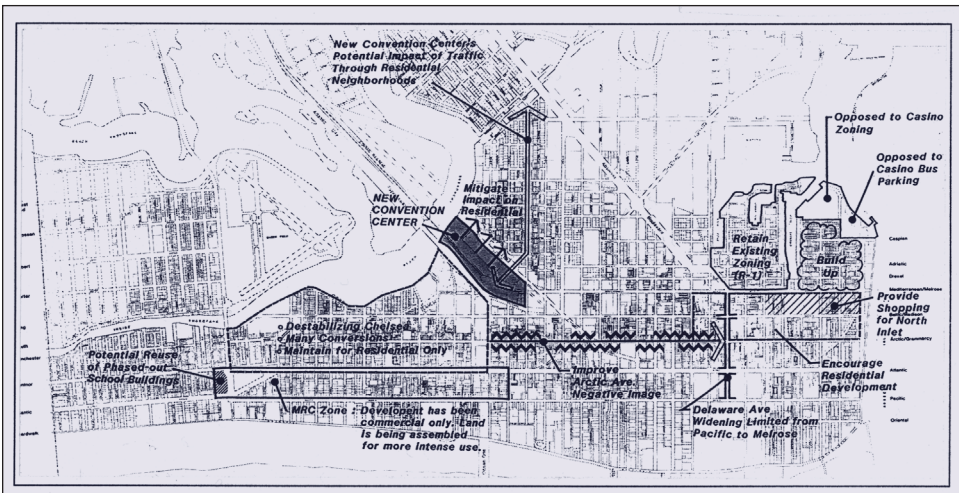 New Convention Center's
Potential Impact of Traffic
Through Residential
Neighborhoods
Opposed to Casino
Zoning
Opposed to
Casino Bus
Parking
NEW
CONVENTION
CENTER
Mitigate
Impact on
Residential
Retain
Existing
Zoning
(R-1)
Build
Up
Caspian
Adriatic
Drexel
Mediterranean/Melrose
Provide
Shopping
for North
Inlet
Destabilizing Chelsea
Many Conversions
Maintain for Residential Only
Arctic/Grammercy
Potential Reuse
of Phased-out
School Buildings
Improve
Arctic Ave.
Negative Image
Encourage
Residential
Development
Atlantic
Pacific
Oriental
MRC Zone : Developent has been
commercial only. Land
is being assembled
for more intense use.
Delaware Ave
Widening Limited from
Pacific to Melrose